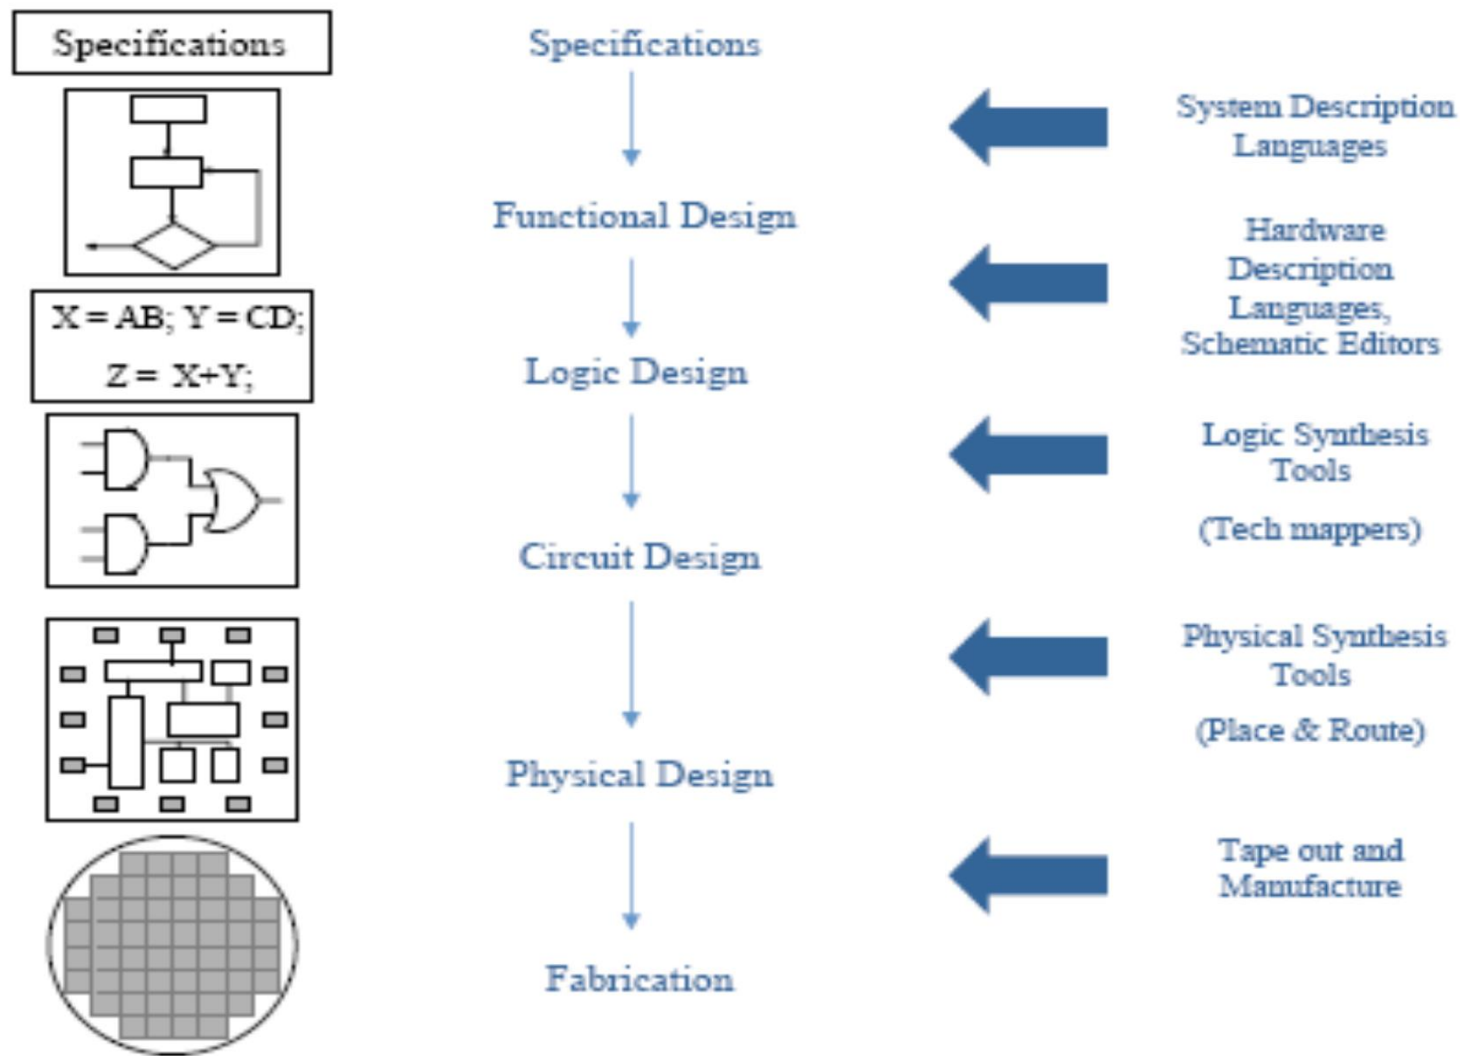 Specifications
X = AB; Y = CD;
Z = X+Y;
Specifications
Functional Design
Logic Design
Circuit Design
Physical Design
Fabrication
System Description
Languages
Hardware
Description
Languages,
Schematic Editors
Logic Synthesis
Tools
(Tech mappers)
Physical Synthesis
Tools
(Place & Route)
Tape out and
Manufacture